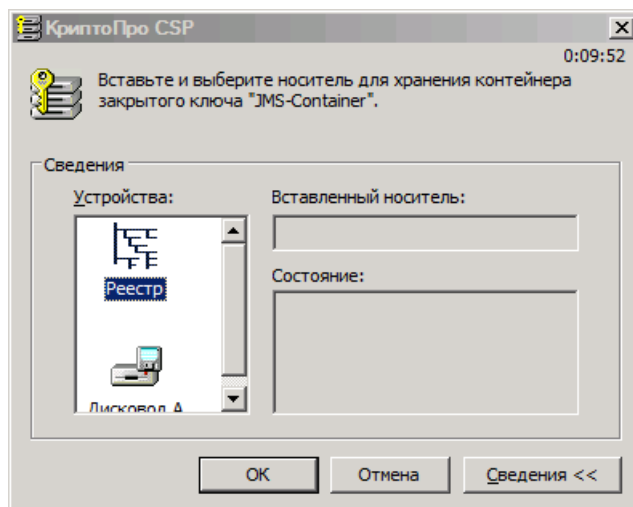 КриптоПро CSP
0:09:52
Вставьте и выберите носитель для хранения контейнера
закрытого ключа "JMS-Container".
Сведения
Устройства:
Вставленный носитель:
Реестр
Состояние:
Дисковод A
ОК
Отмена
Сведения <<